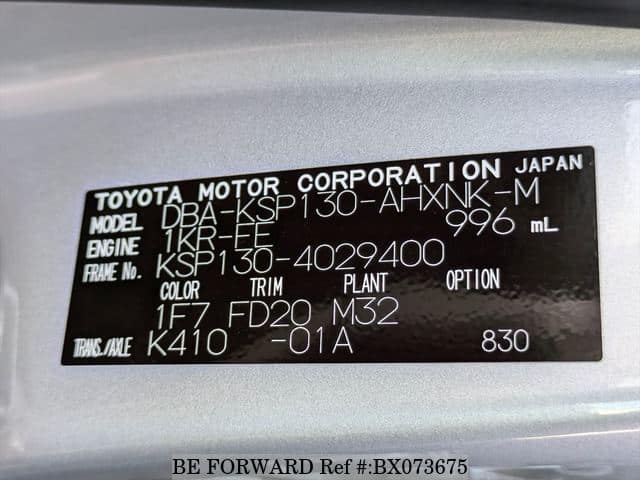 TOYOTA MOTOR CORPORATION JAPAN
MODEL DBA-KSP130-AHXNK-M
ENGINE 1KR-FE 996 mL
FRAME No. KSP130-4029400
COLOR TRIM PLANT OPTION
1F7 FD20 M32
TRANS./AXLE K410 -01A 830
BE FORWARD Ref #:BX073675